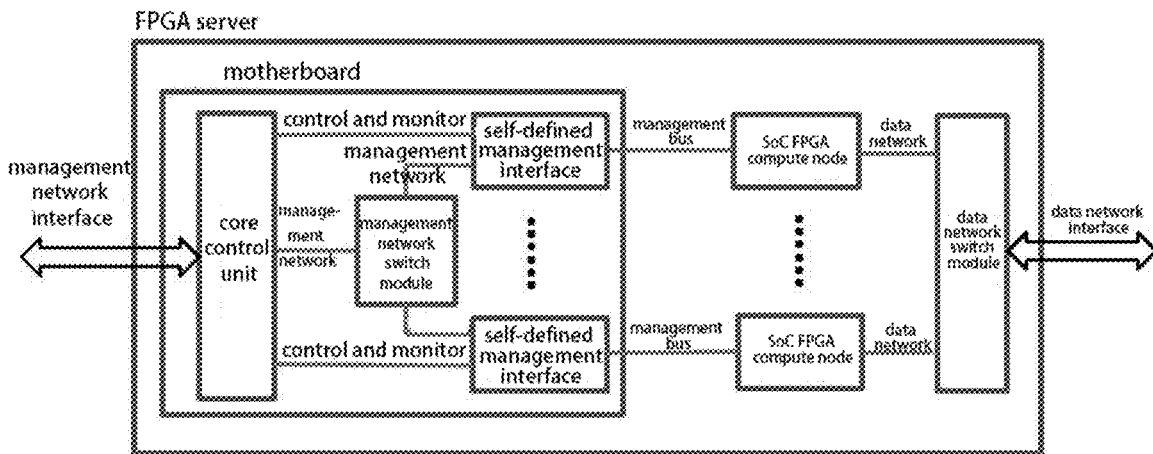 FPGA server
motherboard
management
network
interface
core
control
unit
control and monitor
management
network
manage-
ment
network
management
network
switch
module
control and monitor
self-defined
management
interface
self-defined
management
interface
management
bus
management
bus
SoC FPGA
compute node
SoC FPGA
compute node
data
network
data
network
data
network
switch
module
data network
interface